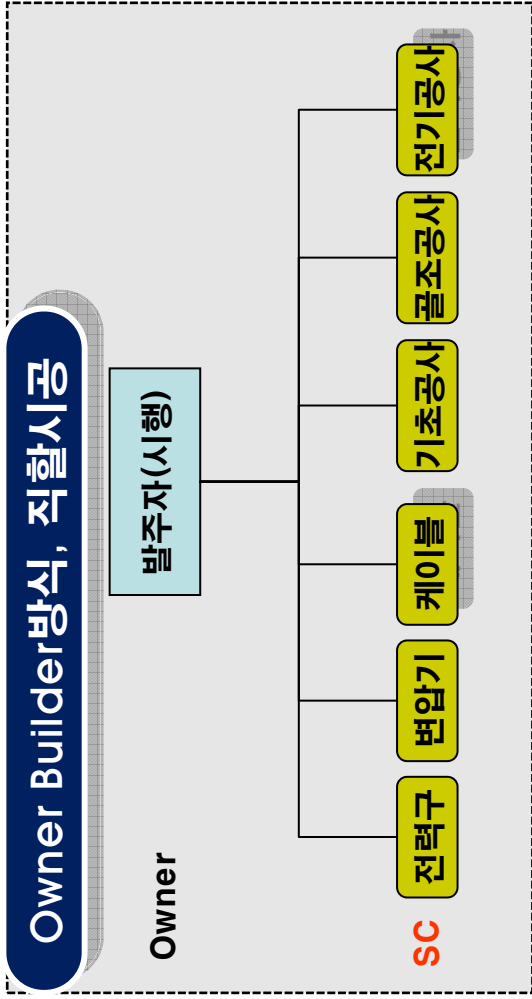 Owner Builder방식, 직할시공
Owner
발주자(시행)
SC
전력구
변압기
케이블
기초공사
골조공사
전기공사